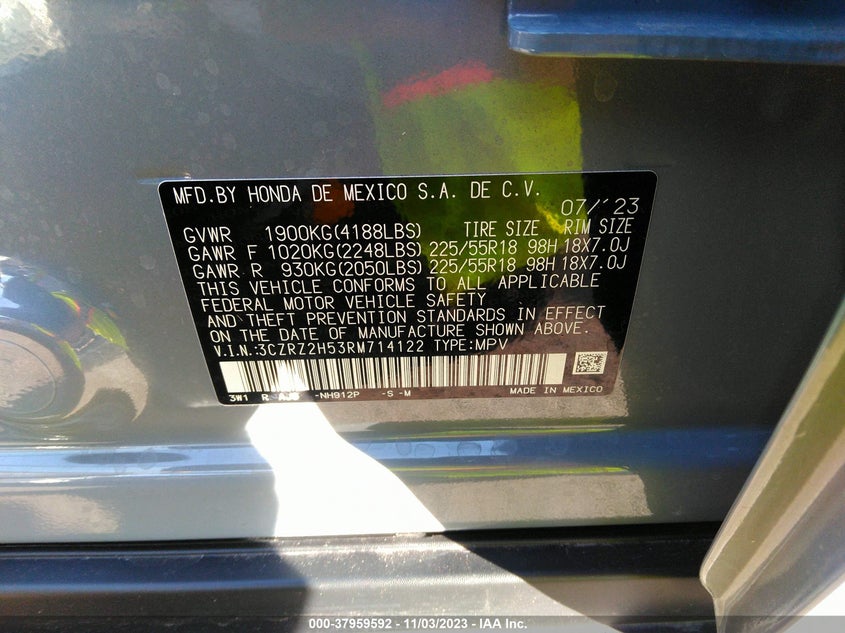 MFD.BY HONDA DE MEXICO S.A. DE C.V.
07/´23
GVWR 1900KG(4188LBS) TIRE SIZE RIM SIZE
GAWR F 1020KG(2248LBS) 225/55R18 98H 18X7.0J
GAWR R 930KG(2050LBS) 225/55R18 98H 18X7.0J
THIS VEHICLE CONFORMS TO ALL APPLICABLE
FEDERAL MOTOR VEHICLE SAFETY
AND THEFT PREVENTION STANDARDS IN EFFECT
ON THE DATE OF MANUFACTURE SHOWN ABOVE.
V.I.N.:3CZRZ2H53RM714122 TYPE:MPV
3W1 R -NH912P -S -M MADE IN MEXICO
000-37959592 - 11/03/2023 - IAA Inc.